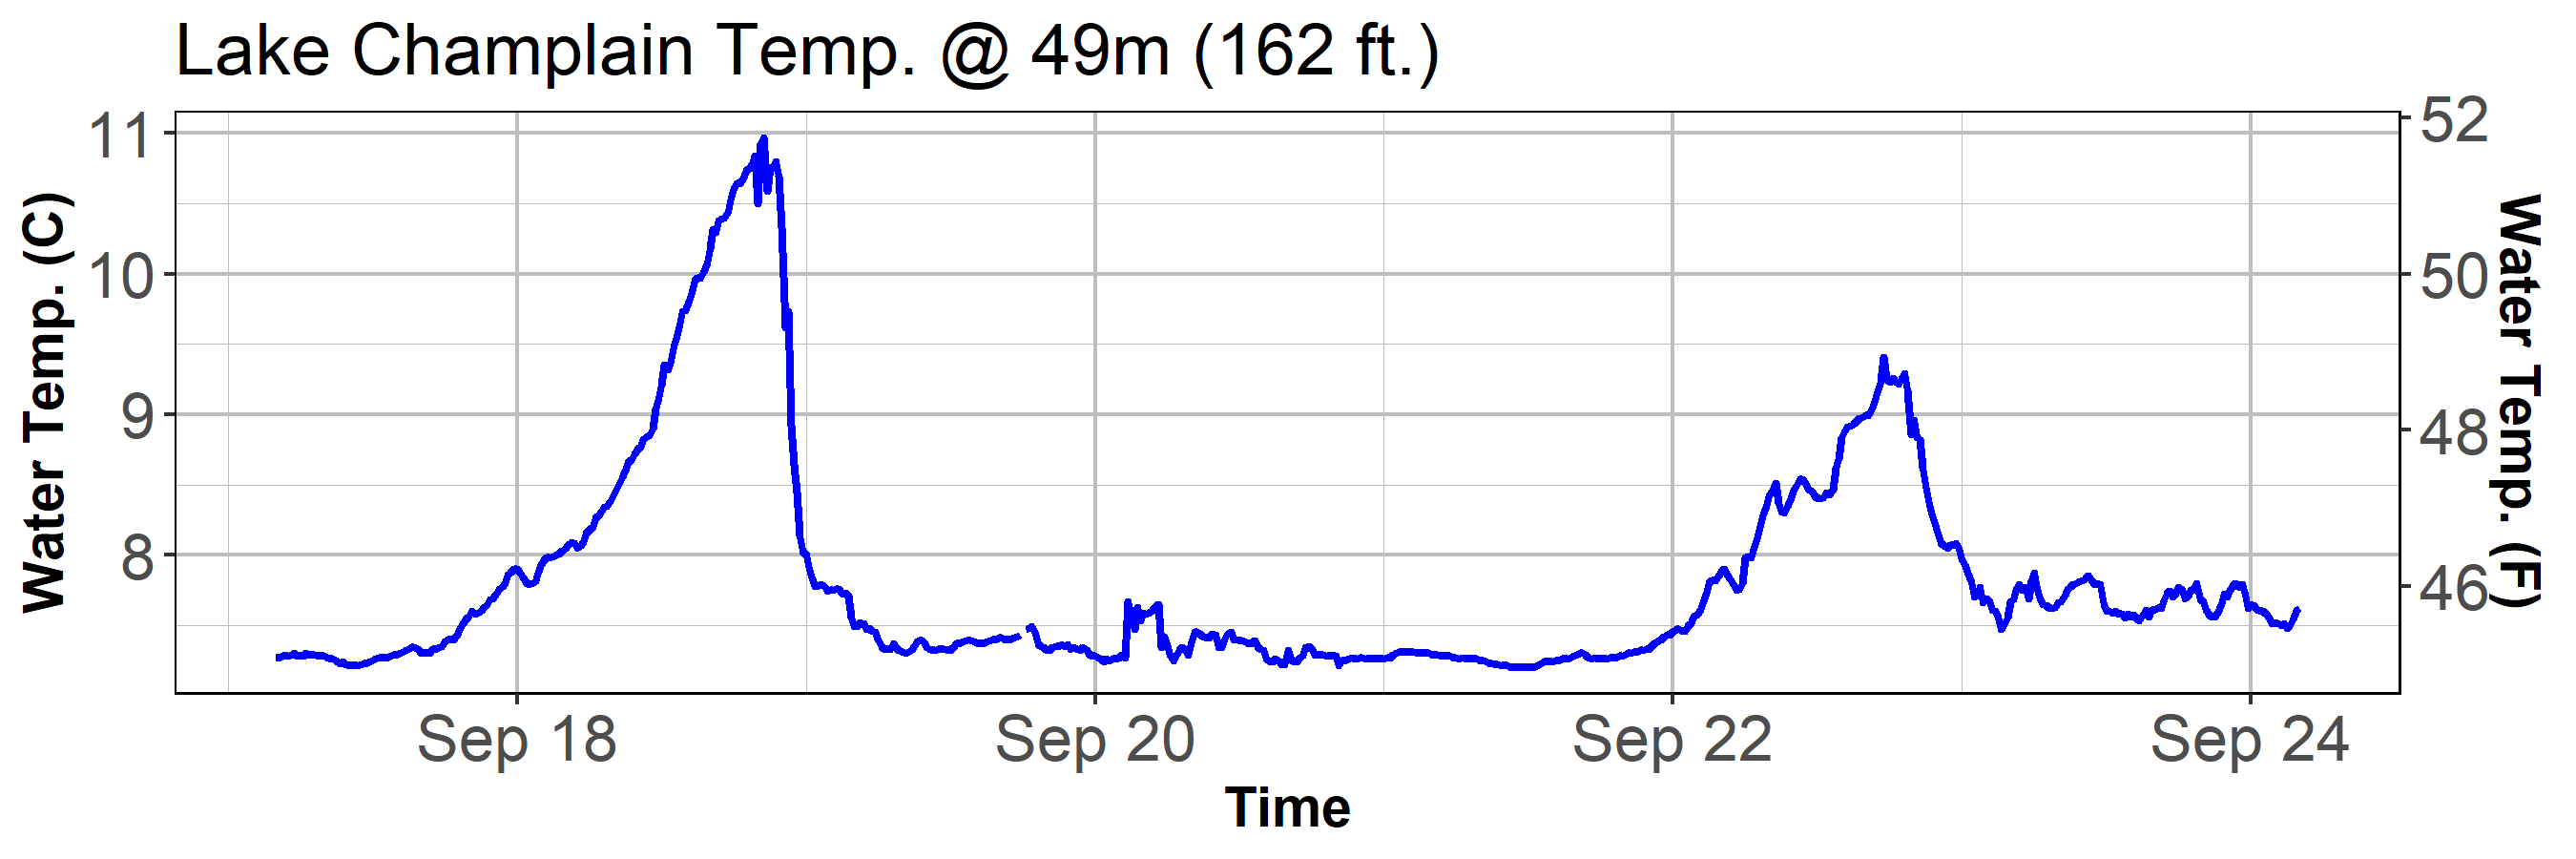 Lake Champlain Temp. @ 49m (162 ft.)
Water Temp. (C)
11
10
9
8
52
50
48
46
Water Temp. (F)
Sep 18
Sep 20
Sep 22
Sep 24
Time